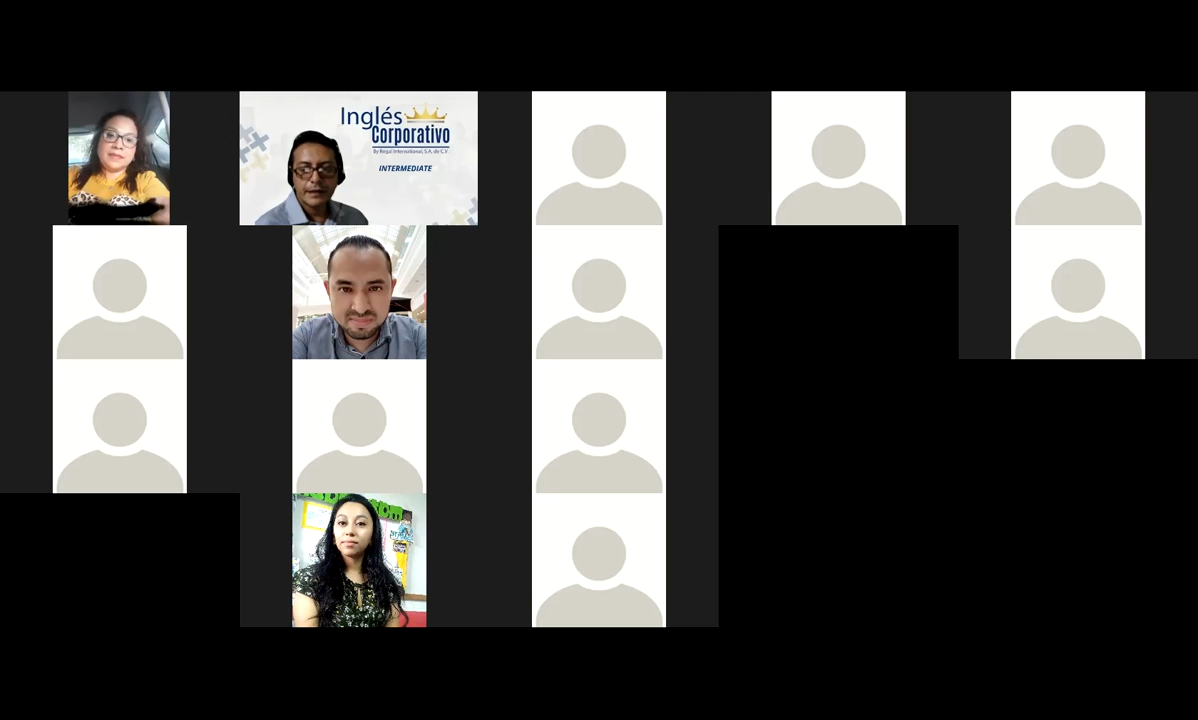 Inglés
Corporativo
By Regal International, S.A. de C.V.
INTERMEDIATE